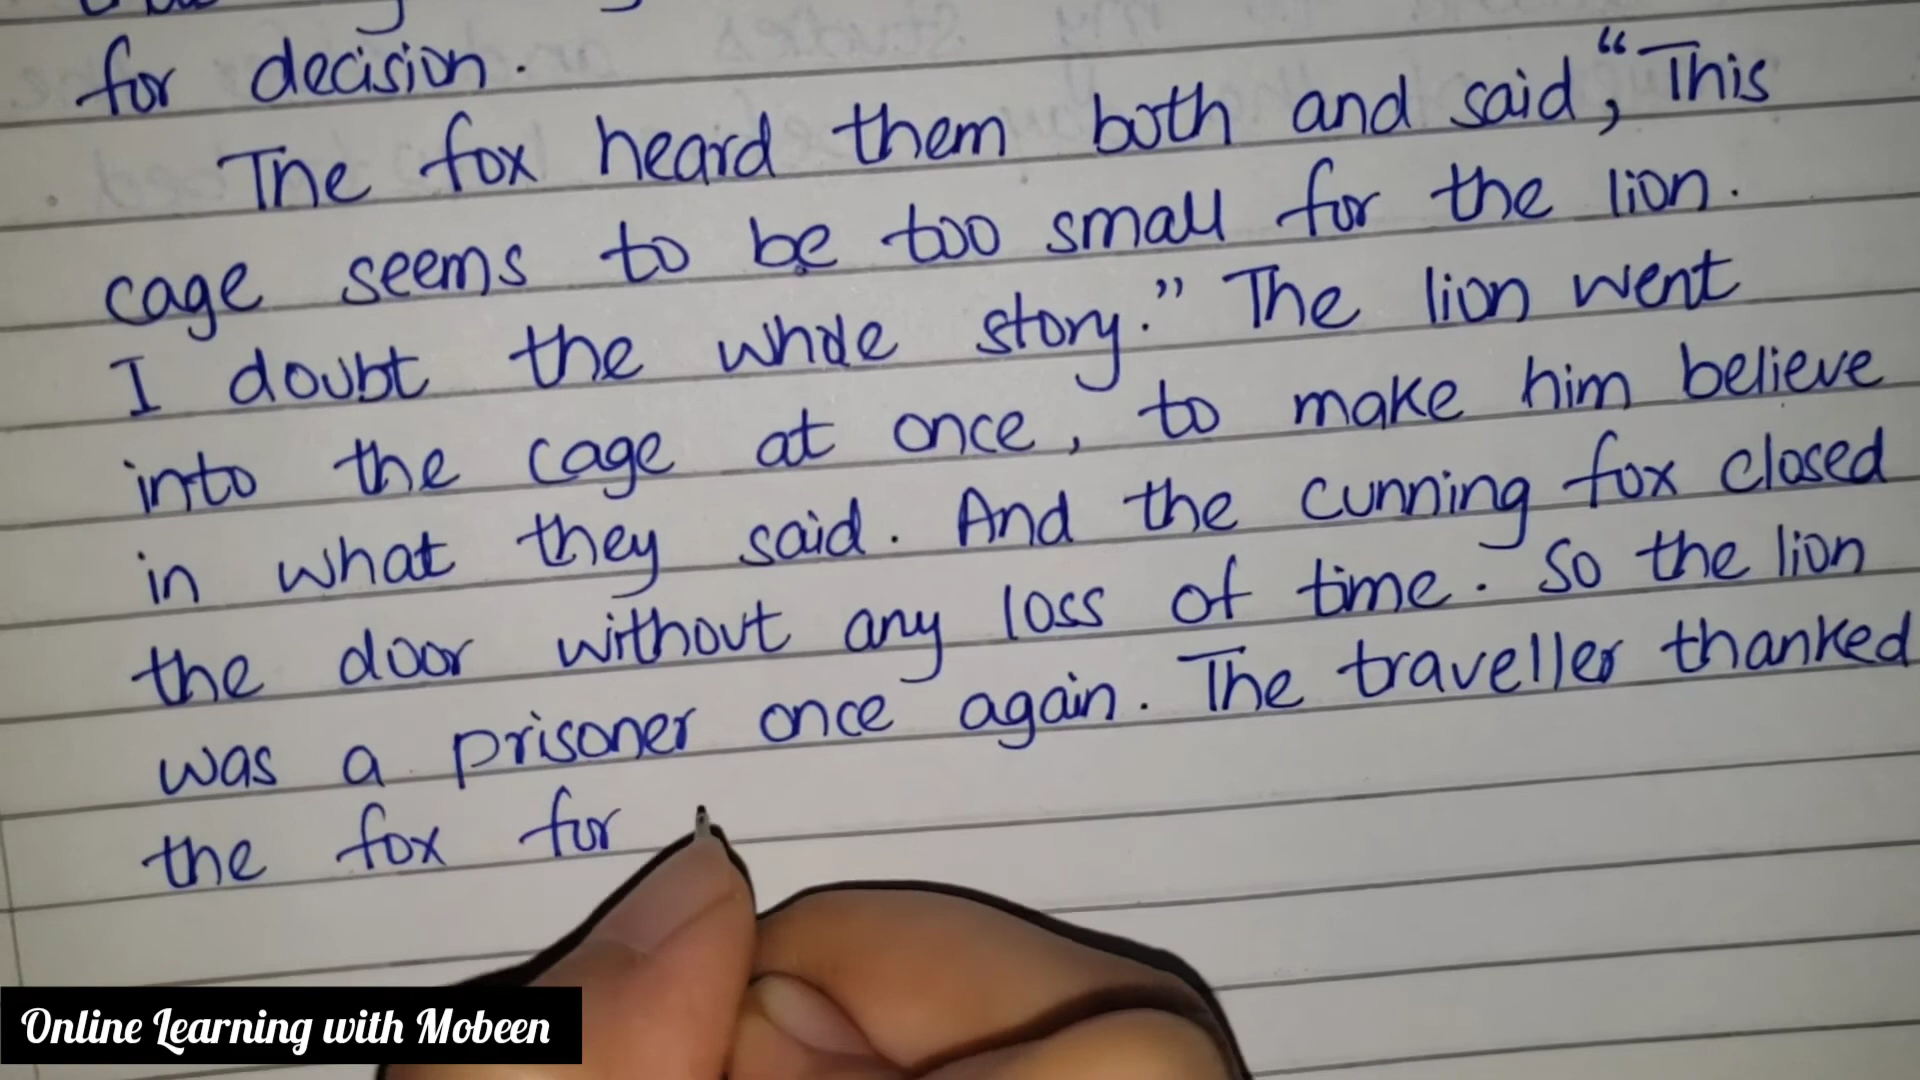 for decision.
The fox heard them both and said, "This
cage seems to be too small for the lion.
I doubt the whole story." The lion went
into the cage at once, to make him believe
in what they said. And the cunning fox closed
the door without any loss of time. So the lion
was a prisoner once again. The traveller thanked
the fox for
Online Learning with Mobeen